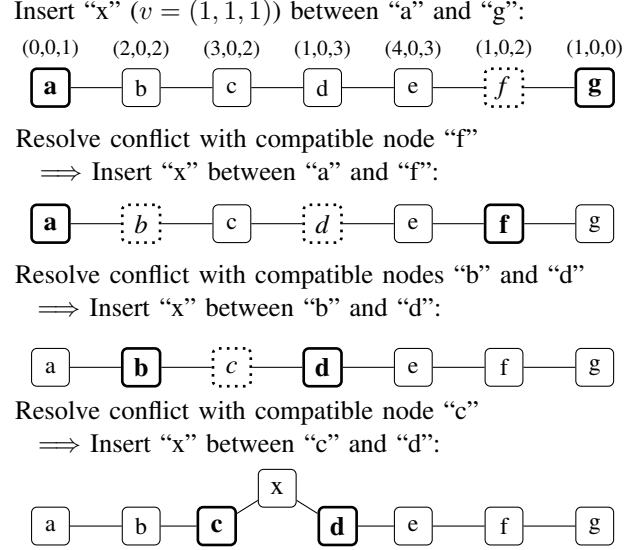 Insert “x” (v = (1, 1, 1)) between “a” and “g”:
(0,0,1) (2,0,2) (3,0,2) (1,0,3) (4,0,3) (1,0,2) (1,0,0)
a b c d e f g
Resolve conflict with compatible node “f”
⟹ Insert “x” between “a” and “f”:
a b c d e f g
Resolve conflict with compatible nodes “b” and “d”
⟹ Insert “x” between “b” and “d”:
a b c d e f g
Resolve conflict with compatible node “c”
⟹ Insert “x” between “c” and “d”:
x
a b c d e f g